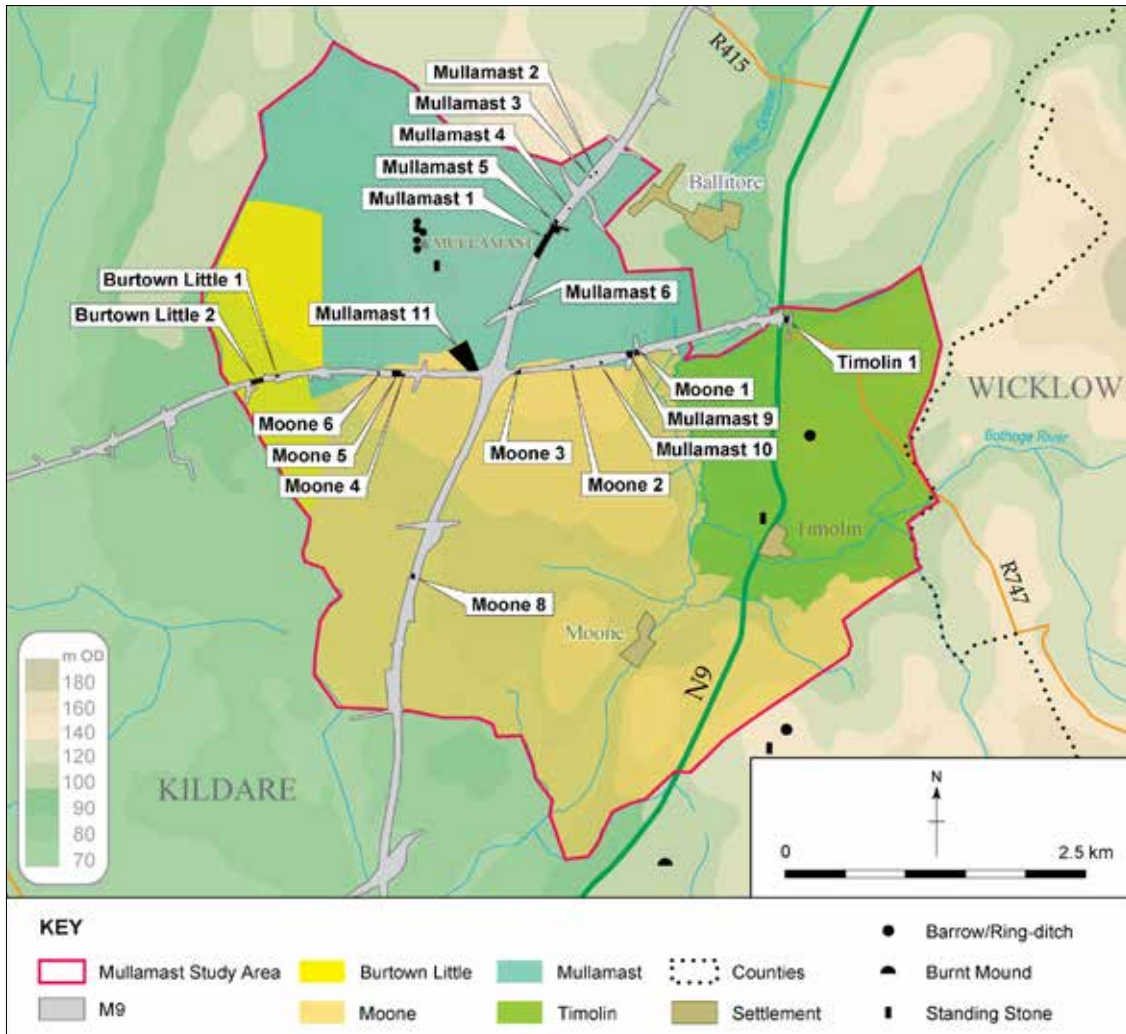 R415
Mullamast 2
Mullamast 3
Mullamast 4
Mullamast 5
Mullamast 1
Ballitore
MULLAMAST
Burtown Little 1
Burtown Little 2
Mullamast 11
Mullamast 6
Timolin 1
WICKLOW
Moone 1
Mullamast 9
Mullamast 10
Moone 6
Moone 5
Moone 4
Moone 3
Moone 2
Timolin
R747
Moone 8
Moone
N9
KILDARE
m OD
180
160
140
120
100
90
80
70
N
0 2.5 km
KEY
Mullamast Study Area
M9
Burtown Little
Moone
Mullamast
Timolin
Counties
Settlement
Barrow/Ring-ditch
Burnt Mound
Standing Stone